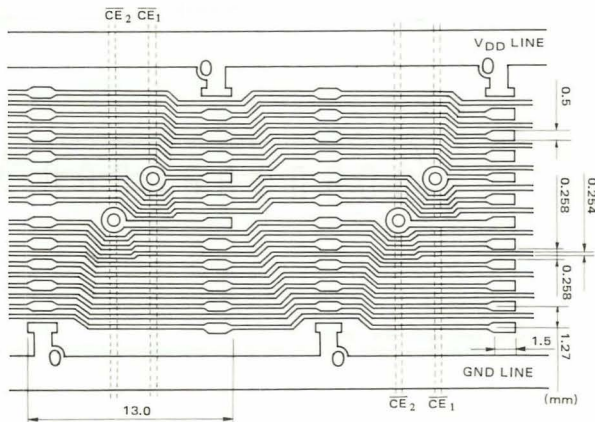 CE2 CE1
VDD LINE
0.5
0.254
0.258
0.258
1.5
1.27
GND LINE
(mm)
13.0
CE2 CE1